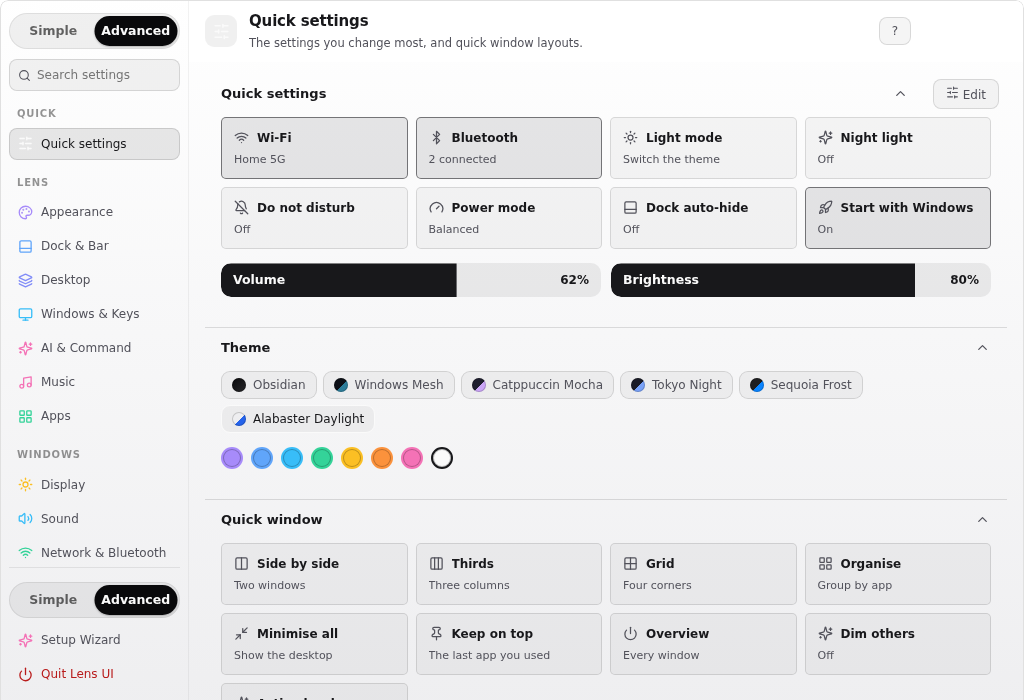 Simple Advanced
Search settings
QUICK
Quick settings
LENS
Appearance
Dock & Bar
Desktop
Windows & Keys
AI & Command
Music
Apps
WINDOWS
Display
Sound
Network & Bluetooth
Simple Advanced
Setup Wizard
Quit Lens UI
Quick settings
The settings you change most, and quick window layouts.
?
Quick settings
Edit
Wi-Fi
Home 5G
Bluetooth
2 connected
Light mode
Switch the theme
Night light
Off
Do not disturb
Off
Power mode
Balanced
Dock auto-hide
Off
Start with Windows
On
Volume 62%
Brightness 80%
Theme
Obsidian
Windows Mesh
Catppuccin Mocha
Tokyo Night
Sequoia Frost
Alabaster Daylight
Quick window
Side by side
Two windows
Thirds
Three columns
Grid
Four corners
Organise
Group by app
Minimise all
Show the desktop
Keep on top
The last app you used
Overview
Every window
Dim others
Off